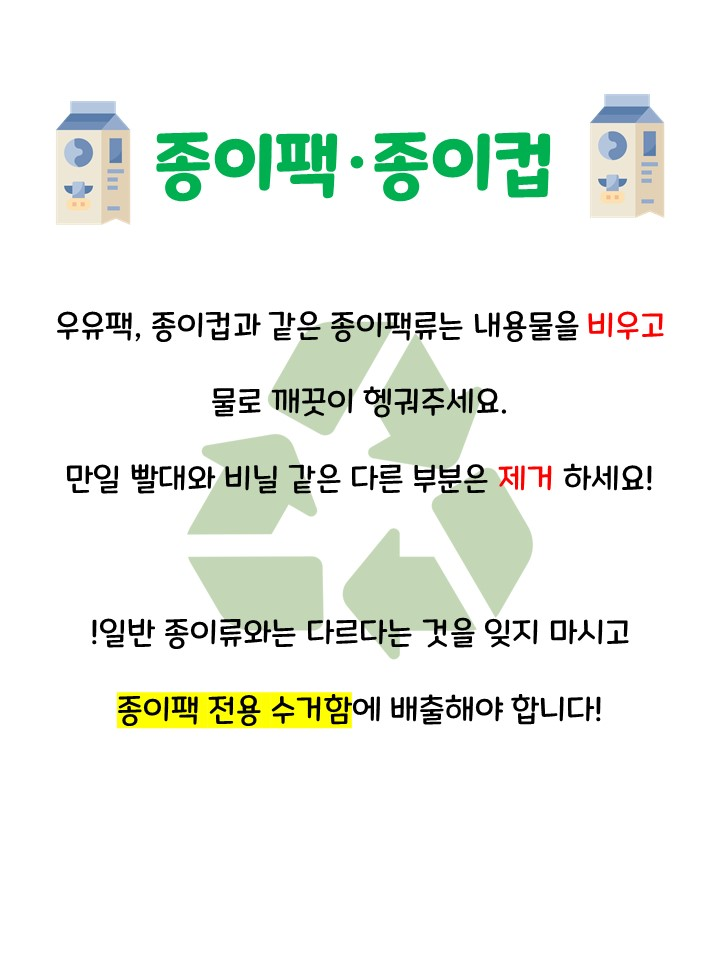 종이팩·종이컵
우유팩, 종이컵과 같은 종이팩류는 내용물을 비우고
물로 깨끗이 헹궈주세요.
만일 빨대와 비닐 같은 다른 부분은 제거 하세요!
!일반 종이류와는 다르다는 것을 잊지 마시고
종이팩 전용 수거함에 배출해야 합니다!